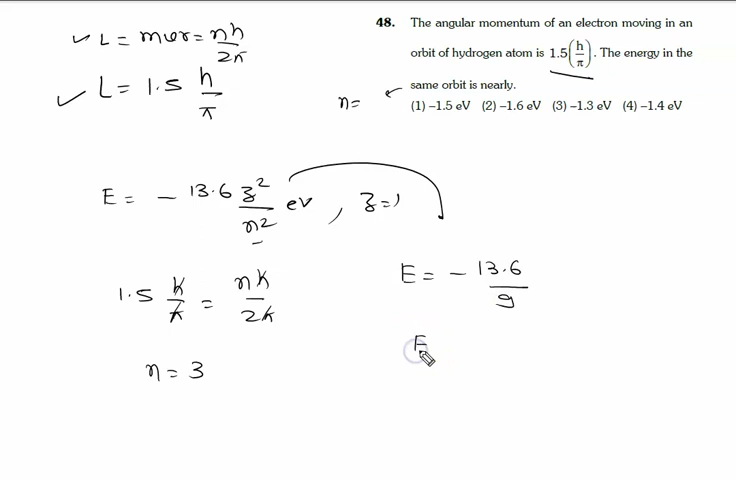 48. The angular momentum of an electron moving in an
orbit of hydrogen atom is 1.5(h/π). The energy in the
same orbit is nearly.
(1) –1.5 eV (2) –1.6 eV (3) –1.3 eV (4) –1.4 eV
✓ L = mvr = nh/2π
✓ L = 1.5 h/π
n=
E = - 13.6 z²/n² ev , z=1
1.5 h/π = nh/2π
n = 3
E = - 13.6/9
E